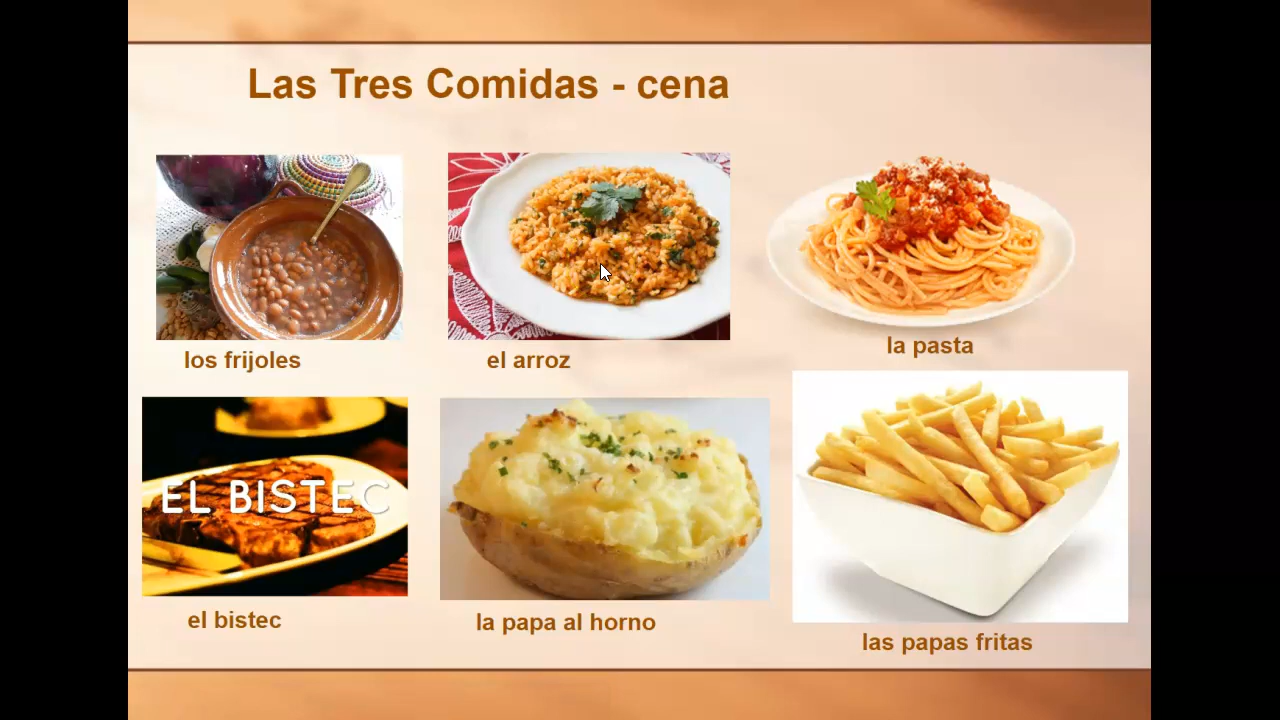 Las Tres Comidas - cena
los frijoles
el arroz
la pasta
EL BISTEC
el bistec
la papa al horno
las papas fritas